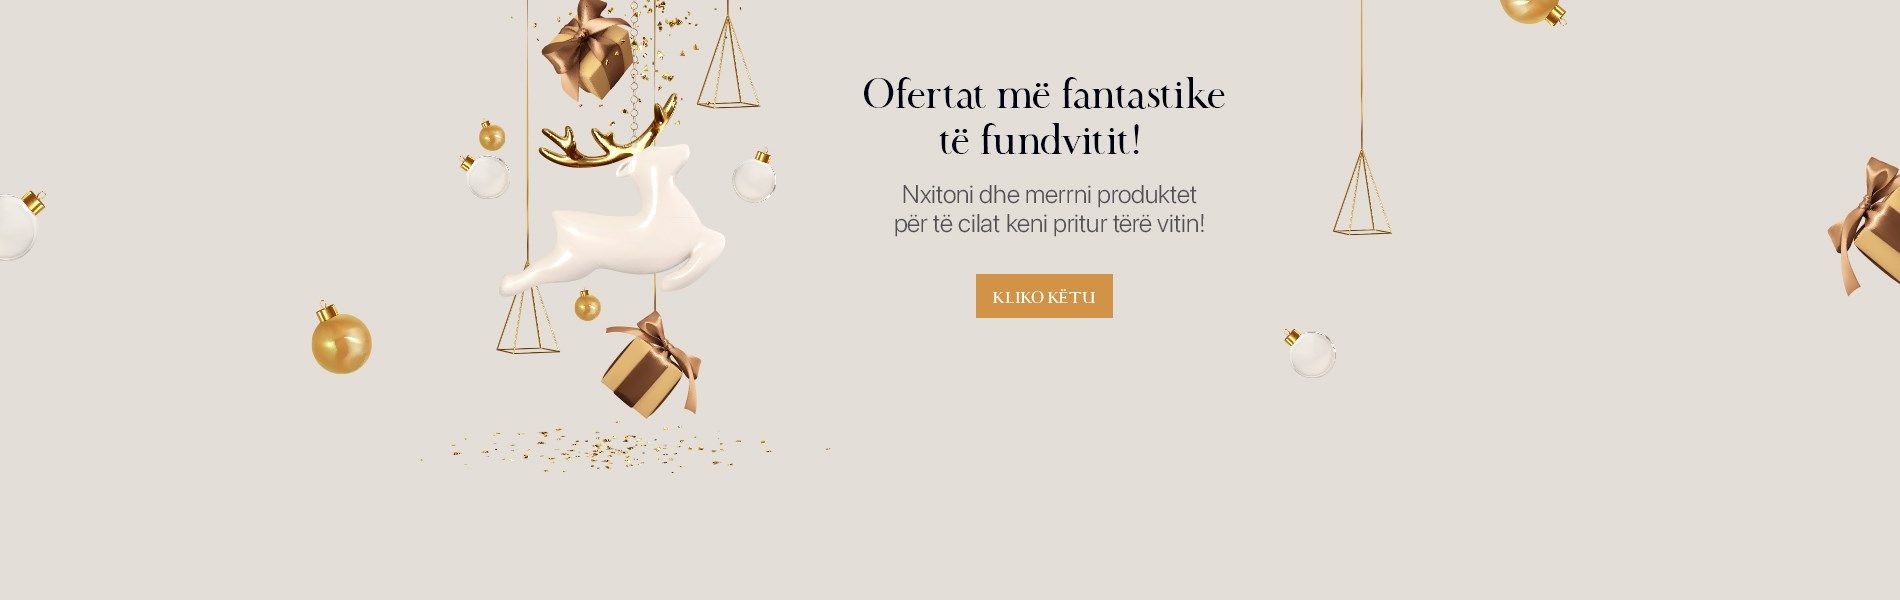 Ofertat më fantastike
të fundvitit!
Nxitoni dhe merrni produktet
për të cilat keni pritur tërë vitin!
KLIKO KËTU